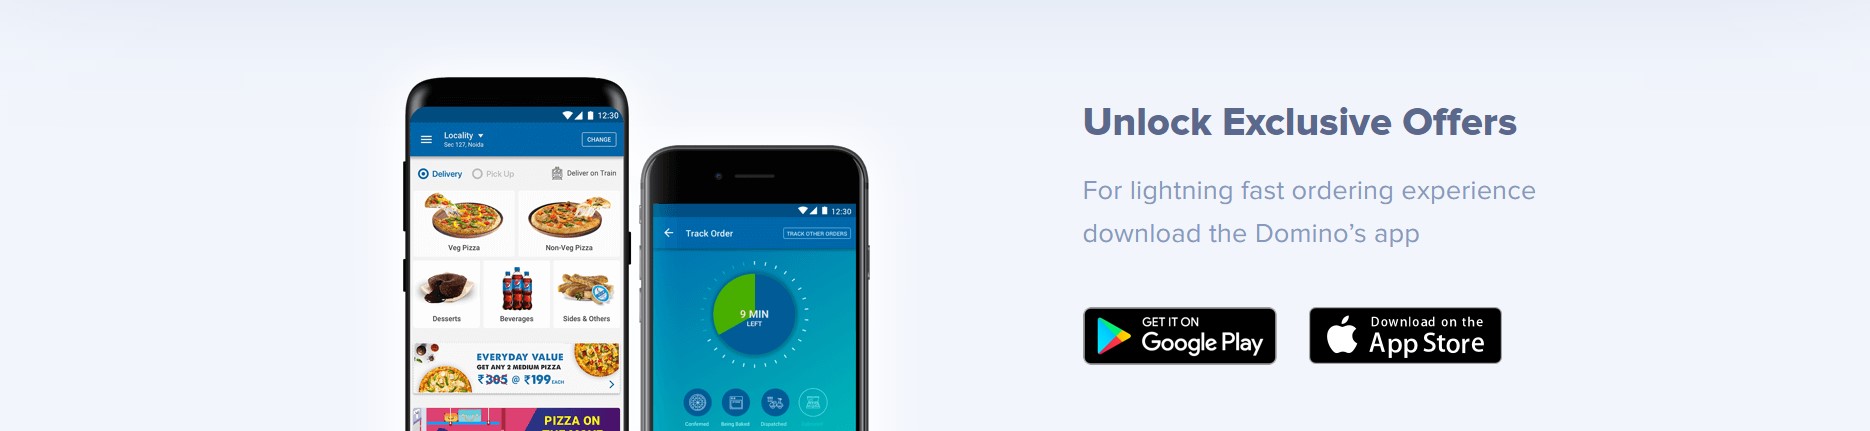 12:30
Locality
Sec 127, Noida
CHANGE
Delivery
Pick Up
Deliver on Train
Veg Pizza
Non-Veg Pizza
Desserts
Beverages
Sides & Others
EVERYDAY VALUE
GET ANY 2 MEDIUM PIZZA
₹305 @ ₹199 EACH
PIZZA ON
12:30
Track Order
TRACK OTHER ORDERS
9 MIN
LEFT
Confirmed
Being Baked
Dispatched
Unlock Exclusive Offers
For lightning fast ordering experience
download the Domino's app
GET IT ON
Google Play
Download on the
App Store